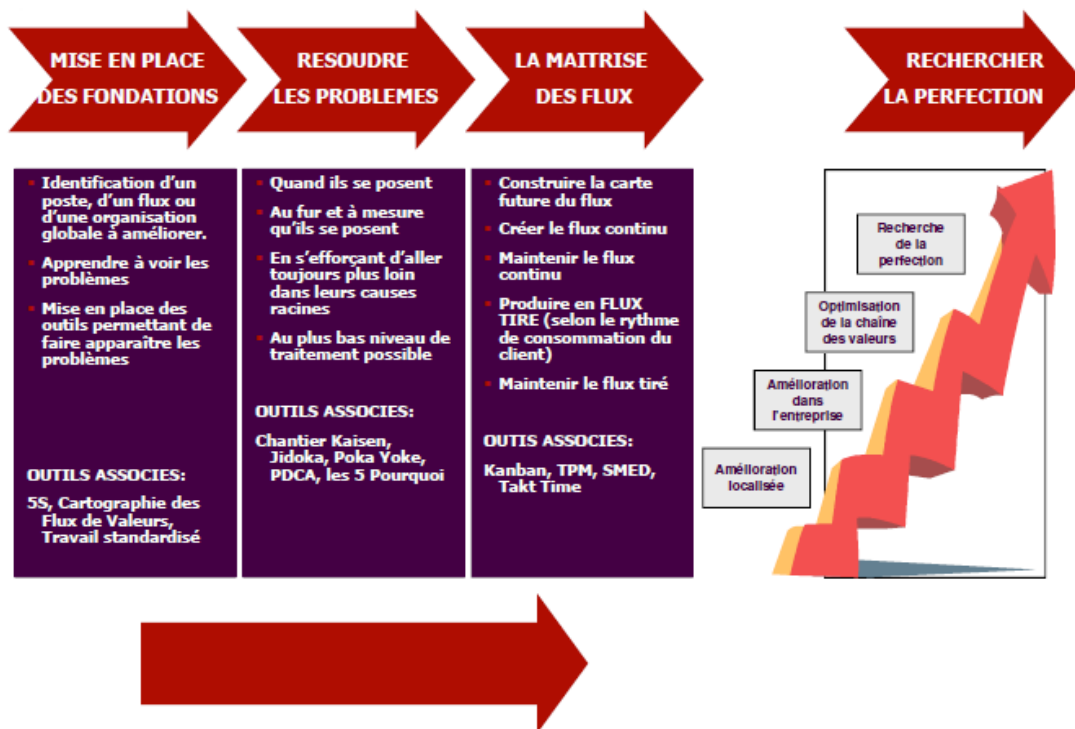 MISE EN PLACE
DES FONDATIONS
RESOUDRE
LES PROBLEMES
LA MAITRISE
DES FLUX
RECHERCHER
LA PERFECTION
Identification d'un
poste, d'un flux ou
d'une organisation
globale à améliorer.
Apprendre à voir les
problèmes
Mise en place des
outils permettant de
faire apparaître les
problèmes
OUTILS ASSOCIES:
5S, Cartographie des
Flux de Valeurs,
Travail standardisé
Quand ils se posent
Au fur et à mesure
qu'ils se posent
En s'efforçant d'aller
toujours plus loin
dans leurs causes
racines
Au plus bas niveau de
traitement possible
OUTILS ASSOCIES:
Chantier Kaisen,
Jidoka, Poka Yoke,
PDCA, les 5 Pourquoi
Construire la carte
future du flux
Créer le flux continu
Maintenir le flux
continu
Produire en FLUX
TIRE (selon le rythme
de consommation du
client)
Maintenir le flux tiré
OUTIS ASSOCIES:
Kanban, TPM, SMED,
Takt Time
Recherche
de la
perfection
Optimisation
de la chaîne
des valeurs
Amélioration
dans
l'entreprise
Amélioration
localisée